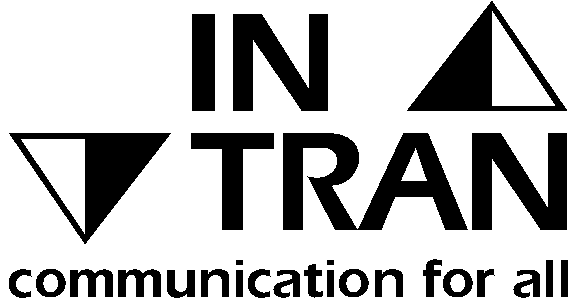 IN
TRAN
communication for all